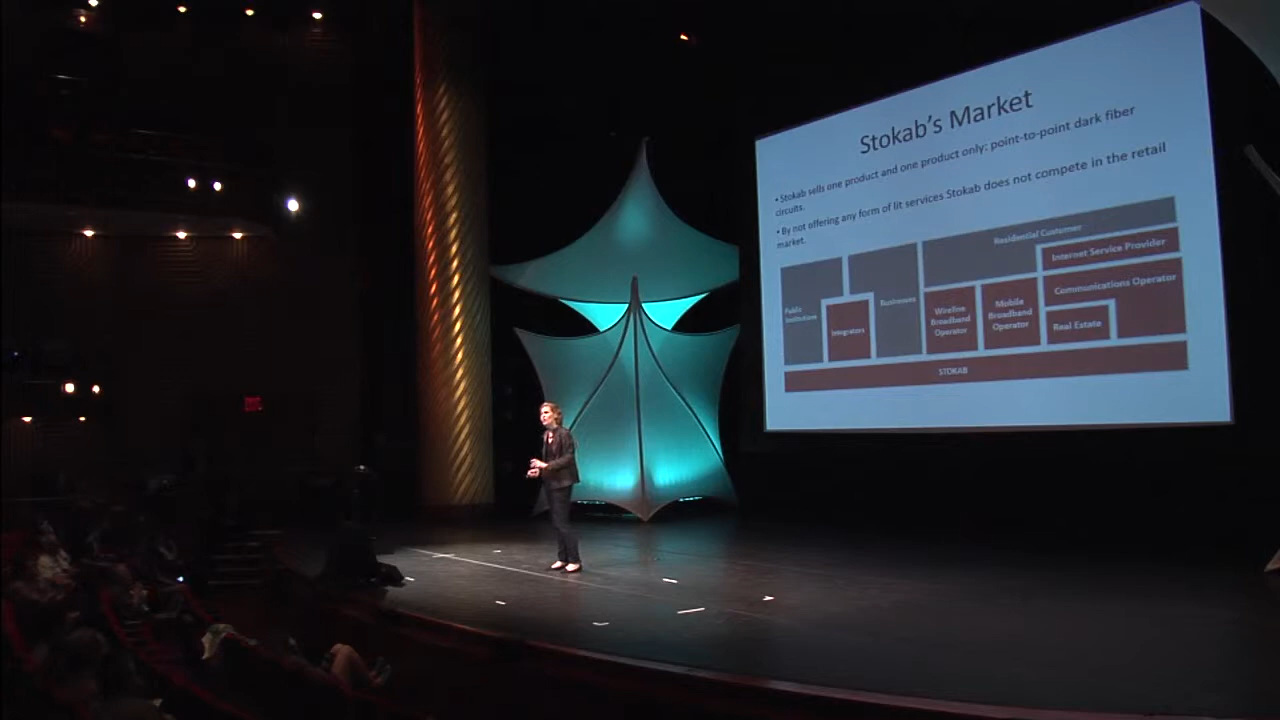 Stokab's Market
• Stokab sells one product and one product only: point-to-point dark fiber
circuits.
• By not offering any form of lit services Stokab does not compete in the retail
market.
Residential Customer
Internet Service Provider
Public
Institutions
Businesses
Communications Operator
Integrators
Wireline
Broadband
Operator
Mobile
Broadband
Operator
Real Estate
STOKAB